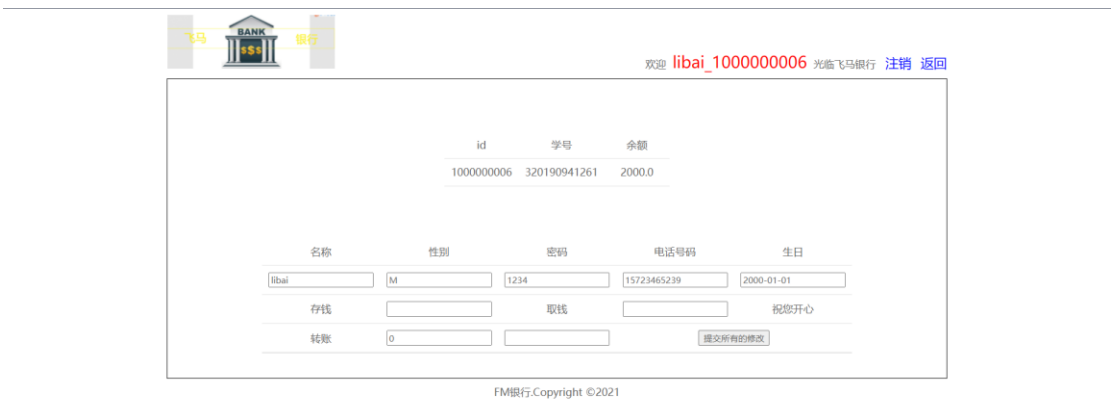 飞马 BANK 银行
$$$
欢迎 libai_1000000006 光临飞马银行 注销 返回
id 学号 余额
1000000006 320190941261 2000.0
名称 性别 密码 电话号码 生日
libai M 1234 15723465239 2000-01-01
存钱 取钱 祝您开心
转账 0 提交所有的修改
FM银行.Copyright ©2021